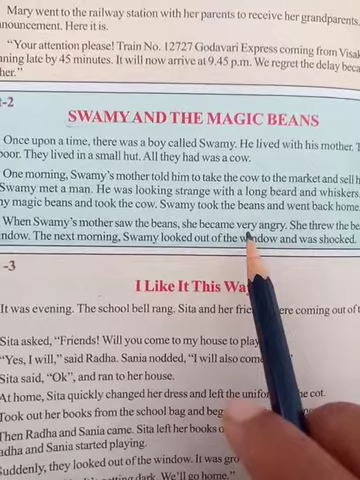 Mary went to the railway station with her parents to receive her grandparents.
nouncement. Here it is.
"Your attention please! Train No. 12727 Godavari Express coming from Visak
nning late by 45 minutes. It will now arrive at 9.45 p.m. We regret the delay beca
her."
t-2
SWAMY AND THE MAGIC BEANS
Once upon a time, there was a boy called Swamy. He lived with his mother. T
poor. They lived in a small hut. All they had was a cow.
One morning, Swamy's mother told him to take the cow to the market and sell h
Swamy met a man. He was looking strange with a long beard and whiskers.
ny magic beans and took the cow. Swamy took the beans and went back home
When Swamy's mother saw the beans, she became very angry. She threw the be
indow. The next morning, Swamy looked out of the window and was shocked.
-3
I Like It This Wa
It was evening. The school bell rang. Sita and her frie ere coming out of t
Sita asked, "Friends! Will you come to my house to play
"Yes, I will," said Radha. Sania nodded, "I will also com
Sita said, "Ok", and ran to her house.
At home, Sita quickly changed her dress and left the unifor he cot.
Took out her books from the school bag and beg
Then Radha and Sania came. Sita left her books o
adha and Sania started playing.
Suddenly, they looked out of the window. It was gro
getting dark. We'll go home."